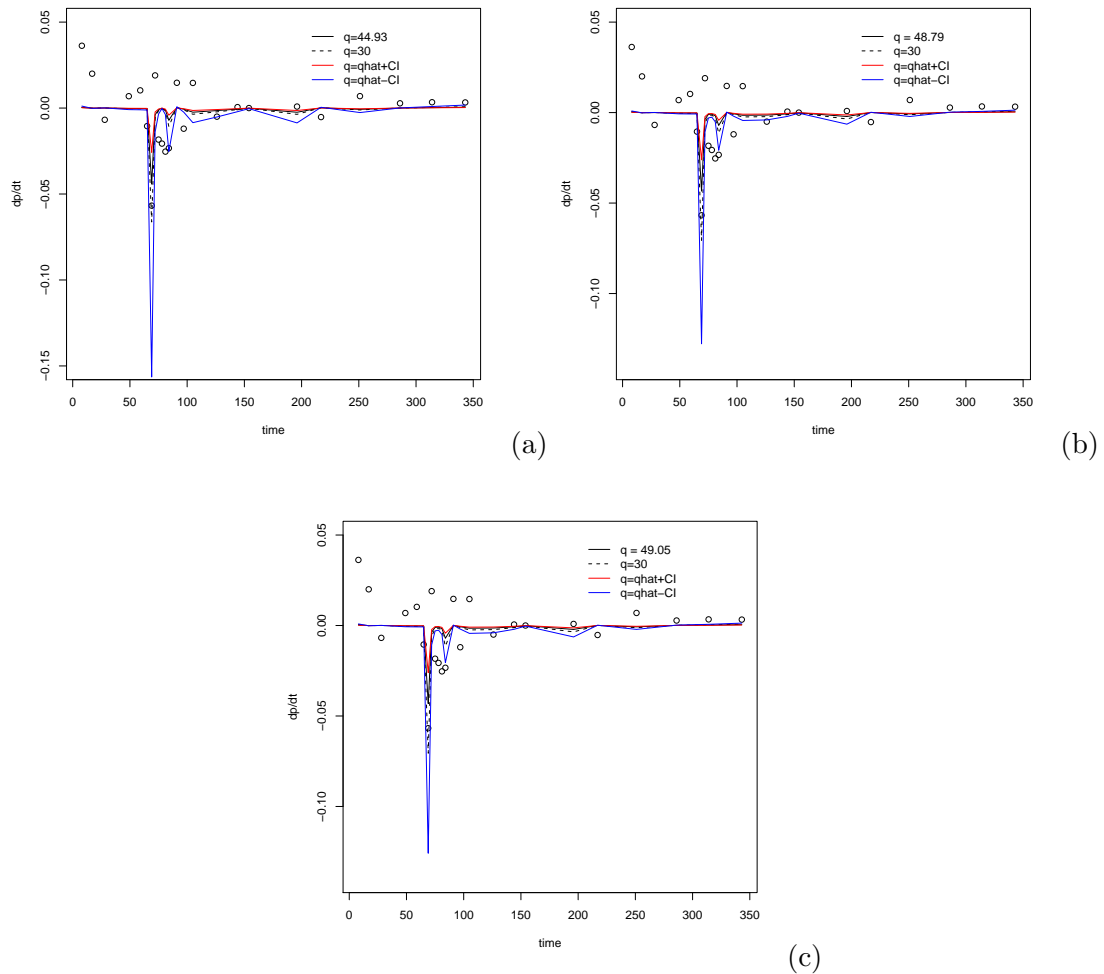 0.05
0.00
−0.05
−0.10
−0.15
dp/dt
q=44.93
q=30
q=qhat+CI
q=qhat−CI
0 50 100 150 200 250 300 350
time
(a)
0.05
0.00
−0.05
−0.10
dp/dt
q = 48.79
q=30
q=qhat+CI
q=qhat−CI
0 50 100 150 200 250 300 350
time
(b)
0.05
0.00
−0.05
−0.10
dp/dt
q = 49.05
q=30
q=qhat+CI
q=qhat−CI
0 50 100 150 200 250 300 350
time
(c)